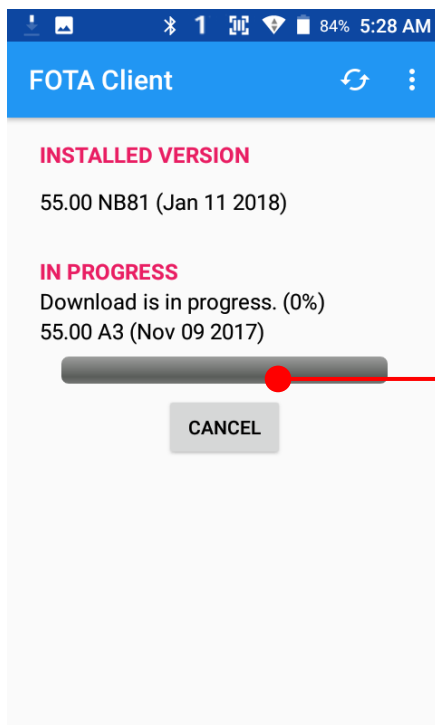 1 84% 5:28 AM
FOTA Client
INSTALLED VERSION
55.00 NB81 (Jan 11 2018)
IN PROGRESS
Download is in progress. (0%)
55.00 A3 (Nov 09 2017)
CANCEL